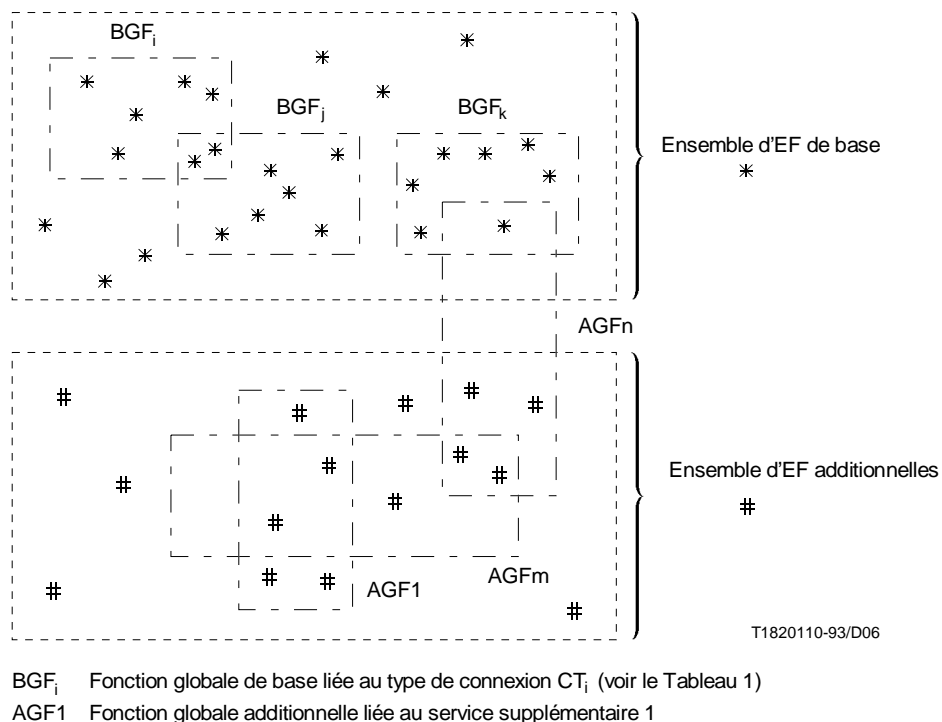 BGFi
BGFj
BGFk
Ensemble d'EF de base
AGFn
Ensemble d'EF additionnelles
AGFm
AGF1
T1820110-93/D06
BGFi Fonction globale de base liée au type de connexion CTi (voir le Tableau 1)
AGF1 Fonction globale additionnelle liée au service supplémentaire 1